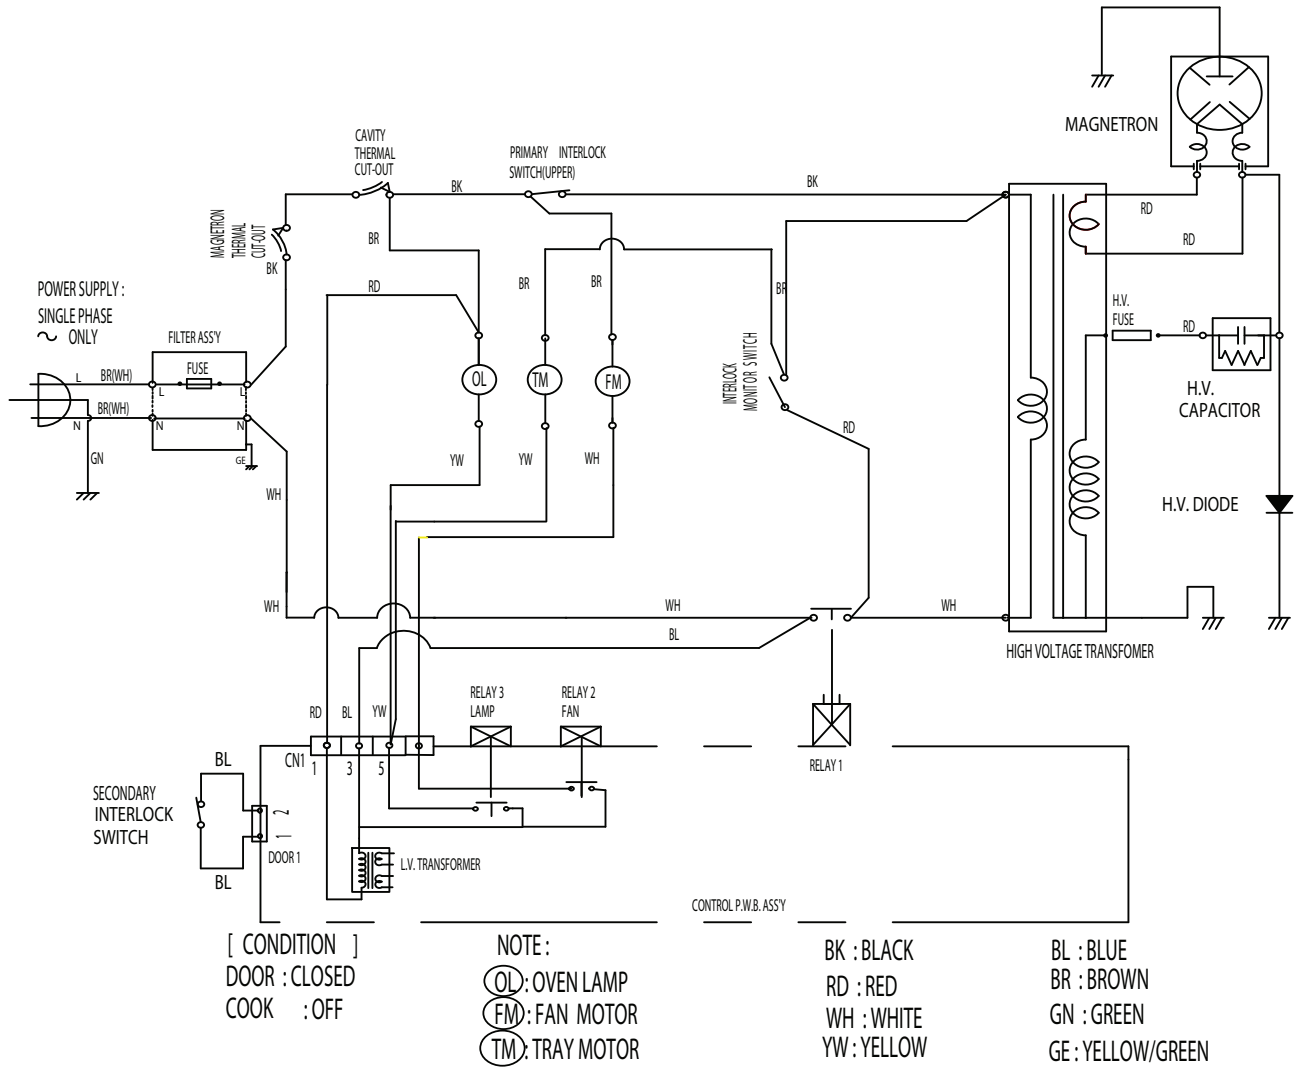 MAGNETRON
CAVITY
THERMAL
CUT-OUT
PRIMARY INTERLOCK
SWITCH(UPPER)
BK
BK
RD
RD
MAGNETRON
THERMAL
CUT-OUT
BK
BR
RD
BR
BR
BR
POWER SUPPLY :
SINGLE PHASE
~ ONLY
FILTER ASS'Y
FUSE
L
BR(WH)
L
L
BR(WH)
N
N
N
GN
GE
WH
OL
TM
FM
INTERLOCK
MONITOR SWITCH
RD
H.V.
FUSE
RD
H.V.
CAPACITOR
H.V. DIODE
YW
YW
WH
WH
WH
WH
BL
HIGH VOLTAGE TRANSFOMER
RD
BL
YW
RELAY 3
LAMP
RELAY 2
FAN
RELAY 1
CN1
1
3
5
BL
SECONDARY
INTERLOCK
SWITCH
2
1
DOOR 1
BL
L.V. TRANSFORMER
CONTROL P.W.B. ASS'Y
[ CONDITION ]
DOOR : CLOSED
COOK : OFF
NOTE :
OL : OVEN LAMP
FM : FAN MOTOR
TM : TRAY MOTOR
BK : BLACK
RD : RED
WH : WHITE
YW : YELLOW
BL : BLUE
BR : BROWN
GN : GREEN
GE : YELLOW/GREEN